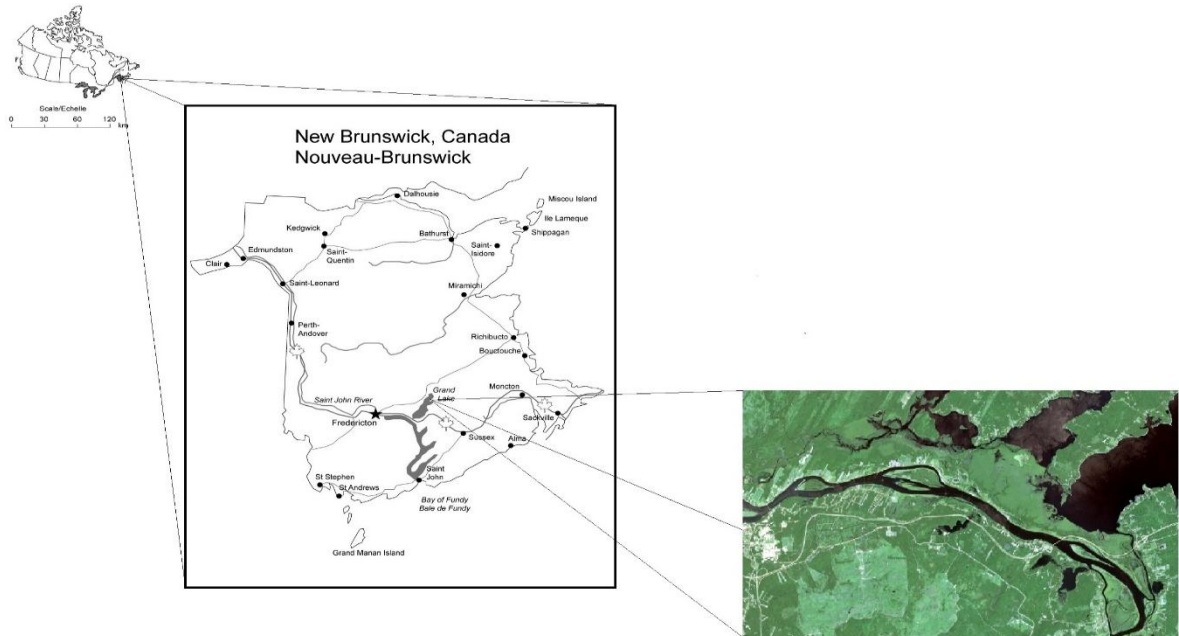 Scale/Echelle
0 30 60 120 km
New Brunswick, Canada
Nouveau-Brunswick
Dalhousie
Miscou Island
Ile Lameque
Shippagan
Kedgwick
Bathurst
Saint-
Isidore
Edmundston
Saint-
Quentin
Clair
Saint-Leonard
Miramichi
Perth-
Andover
Richibucto
Bouctouche
Grand
Lake
Moncton
Saint John River
Fredericton
Sackville
Sussex
Alma
Saint
John
St Stephen
St Andrews
Bay of Fundy
Baie de Fundy
Grand Manan Island